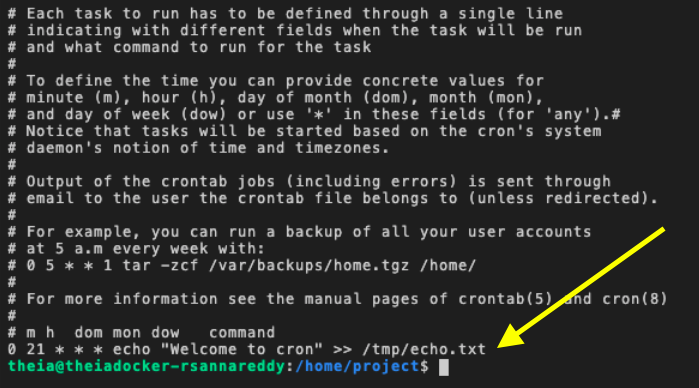 # Each task to run has to be defined through a single line
# indicating with different fields when the task will be run
# and what command to run for the task
#
# To define the time you can provide concrete values for
# minute (m), hour (h), day of month (dom), month (mon),
# and day of week (dow) or use '*' in these fields (for 'any').#
# Notice that tasks will be started based on the cron's system
# daemon's notion of time and timezones.
#
# Output of the crontab jobs (including errors) is sent through
# email to the user the crontab file belongs to (unless redirected).
#
# For example, you can run a backup of all your user accounts
# at 5 a.m every week with:
# 0 5 * * 1 tar -zcf /var/backups/home.tgz /home/
#
# For more information see the manual pages of crontab(5) and cron(8)
#
# m h  dom mon dow   command
0 21 * * * echo "Welcome to cron" >> /tmp/echo.txt
theia@theiadocker-rsannareddy:/home/project$